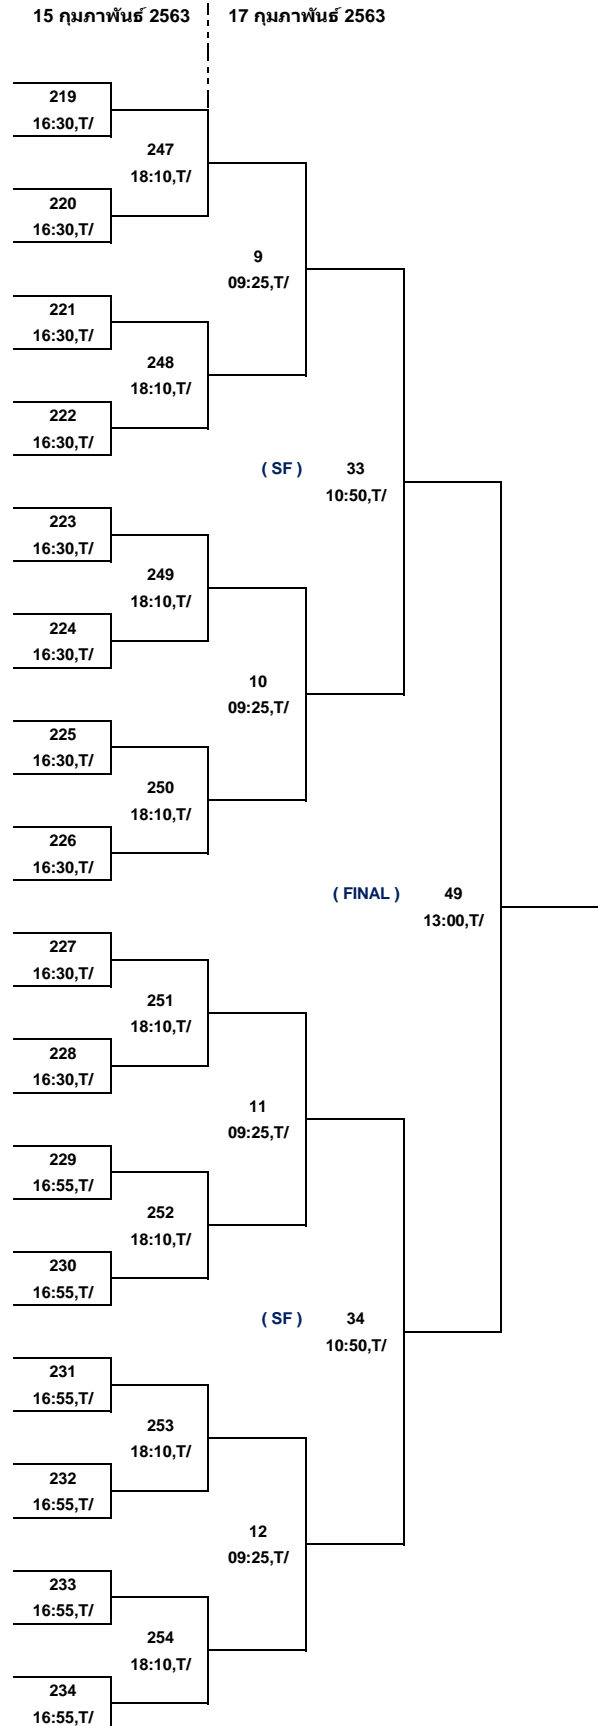 15 กุมภาพันธ์ 2563 17 กุมภาพันธ์ 2563
219
16:30,T/
247
18:10,T/
220
16:30,T/
9
09:25,T/
221
16:30,T/
248
18:10,T/
222
16:30,T/
( SF ) 33
10:50,T/
223
16:30,T/
249
18:10,T/
224
16:30,T/
10
09:25,T/
225
16:30,T/
250
18:10,T/
226
16:30,T/
( FINAL ) 49
13:00,T/
227
16:30,T/
251
18:10,T/
228
16:30,T/
11
09:25,T/
229
16:55,T/
252
18:10,T/
230
16:55,T/
( SF ) 34
10:50,T/
231
16:55,T/
253
18:10,T/
232
16:55,T/
12
09:25,T/
233
16:55,T/
254
18:10,T/
234
16:55,T/